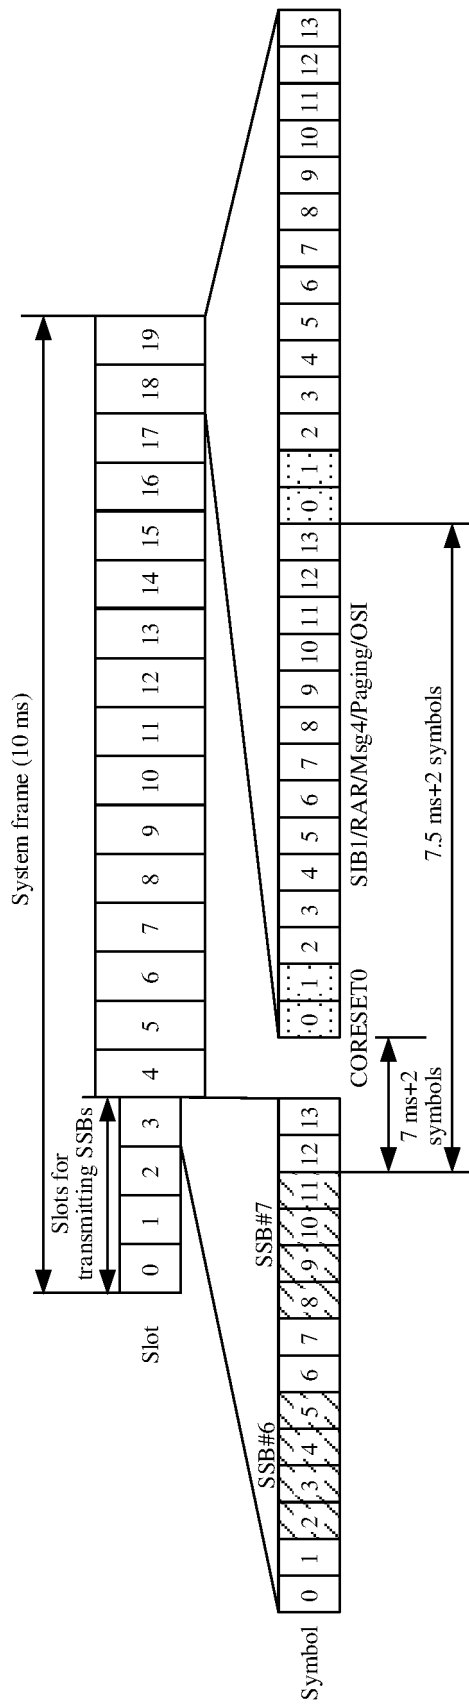 System frame (10 ms)
Slots for
transmitting SSBs
Slot
0 1 2 3 4 5 6 7 8 9 10 11 12 13 14 15 16 17 18 19
SSB#6
SSB#7
Symbol
0 1 2 3 4 5 6 7 8 9 10 11 12 13
0 1 2 3 4 5 6 7 8 9 10 11 12 13
0 1 2 3 4 5 6 7 8 9 10 11 12 13
CORESET0
SIB1/RAR/Msg4/Paging/OSI
7 ms+2
symbols
7.5 ms+2 symbols